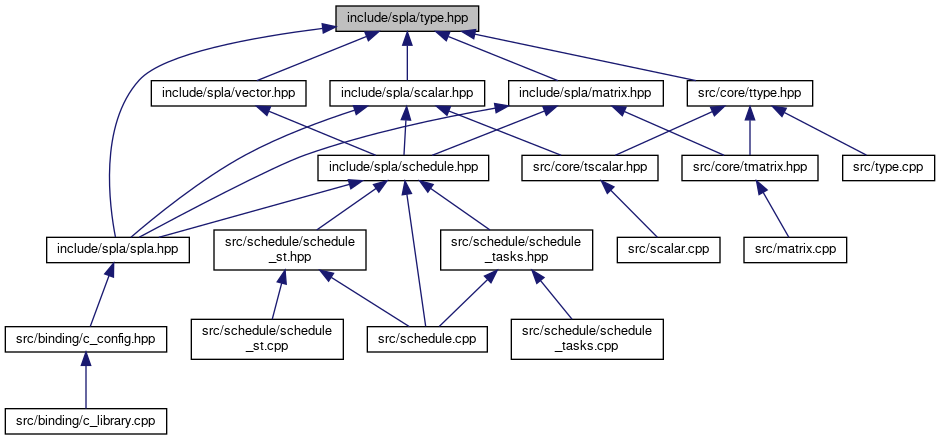 include/spla/type.hpp
include/spla/vector.hpp
include/spla/scalar.hpp
include/spla/matrix.hpp
src/core/ttype.hpp
include/spla/schedule.hpp
src/core/tscalar.hpp
src/core/tmatrix.hpp
src/type.cpp
include/spla/spla.hpp
src/schedule/schedule
_st.hpp
src/schedule/schedule
_tasks.hpp
src/scalar.cpp
src/matrix.cpp
src/binding/c_config.hpp
src/schedule/schedule
_st.cpp
src/schedule.cpp
src/schedule/schedule
_tasks.cpp
src/binding/c_library.cpp